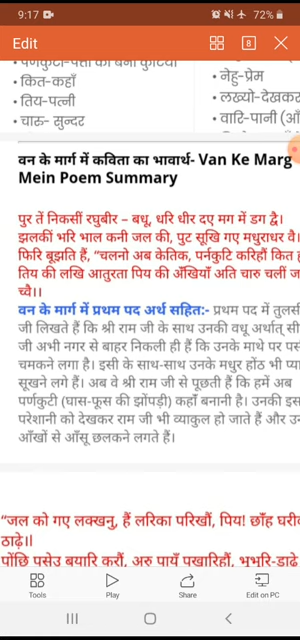 9:17 72%
Edit 8
• पर्णकुटी-पत्तों की बनी कुटिया
• कित-कहाँ
• तिय-पत्नी
• चारु- सुन्दर
• नेहु-प्रेम
• लख्यो-देखकर
• वारि-पानी
वन के मार्ग में कविता का भावार्थ- Van Ke Marg
Mein Poem Summary
पुर तें निकसीं रघुबीर – बधू, धरि धीर दए मग में डग द्वै।
झलकीं भरि भाल कनी जल की, पुट सूखि गए मधुराधर वै।
फिरि बूझति हैं, “चलनो अब केतिक, पर्नकुटि करिहौं कित
तिय की लखि आतुरता पिय की अँखियाँ अति चारु चलीं ज
च्वै।।
वन के मार्ग में प्रथम पद अर्थ सहित:- प्रथम पद में तुलसी
जी लिखते हैं कि श्री राम जी के साथ उनकी वधू अर्थात् सी
जी अभी नगर से बाहर निकली ही हैं कि उनके माथे पर पस
चमकने लगा है। इसी के साथ-साथ उनके मधुर होंठ भी प्या
सूखने लगे हैं। अब वे श्री राम जी से पूछती हैं कि हमें अब
पर्णकुटी (घास-फूस की झोंपड़ी) कहाँ बनानी है। उनकी इस
परेशानी को देखकर राम जी भी व्याकुल हो जाते हैं और उन
आँखों से आँसू छलकने लगते हैं।
“जल को गए लक्खनु, हैं लरिका परिखौ, पिय! छाँह घरीक
ठाढ़े।।
पोंछि पसेउ बयारि करौं, अरु पायँ पखारिहौं, भूभुरि-डाढ़े
Tools Play Share Edit on PC